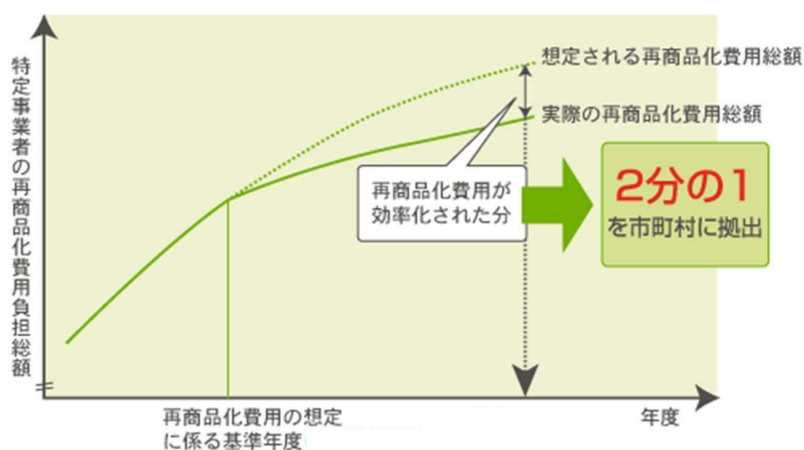 特定事業者の再商品化費用負担総額
想定される再商品化費用総額
実際の再商品化費用総額
再商品化費用が
効率化された分
2分の1
を市町村に拠出
再商品化費用の想定
に係る基準年度
年度